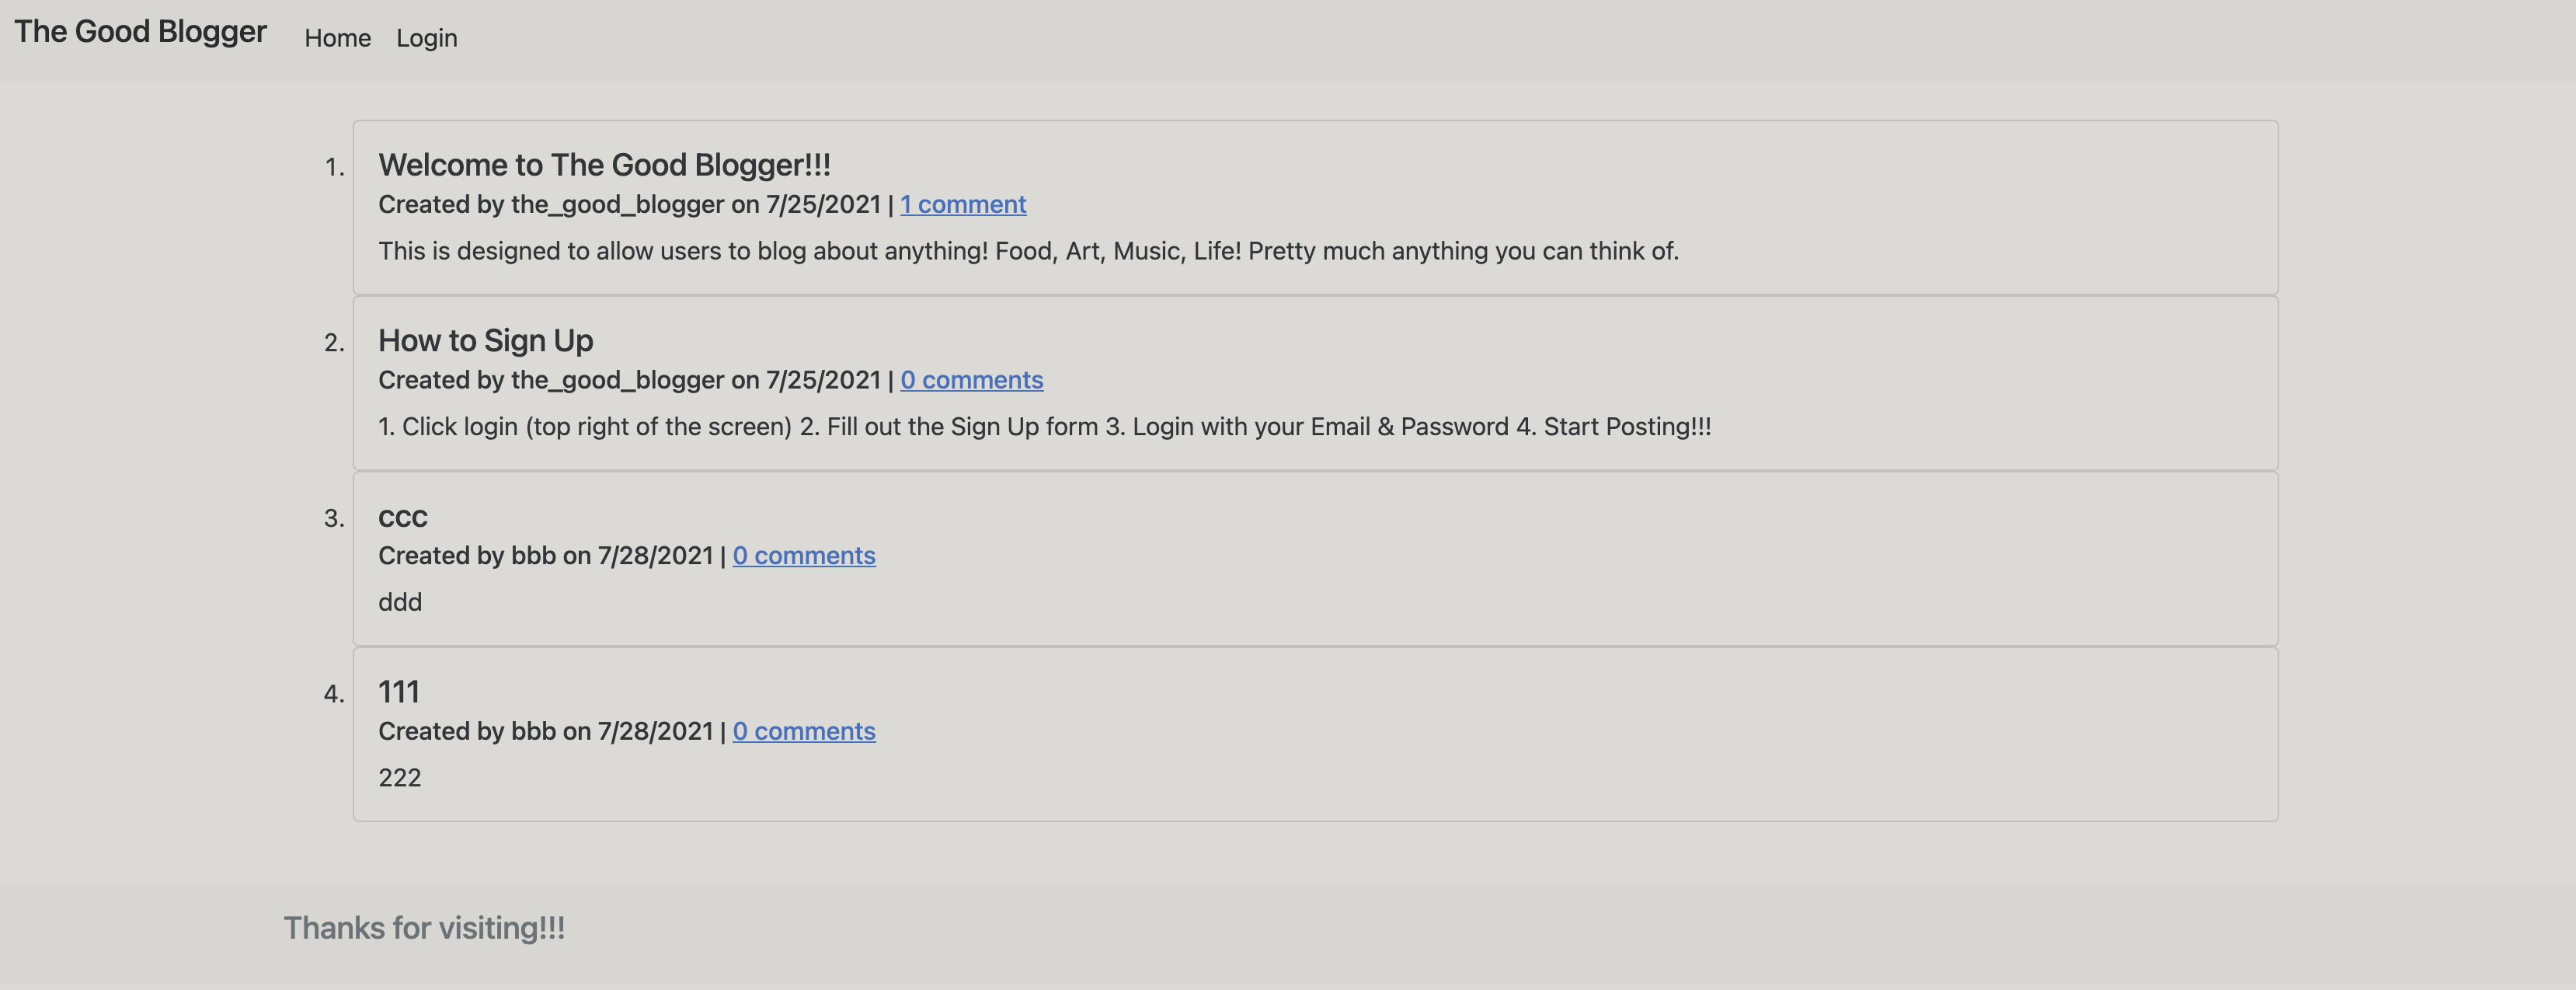 The Good Blogger Home Login
1. Welcome to The Good Blogger!!!
Created by the_good_blogger on 7/25/2021 | 1 comment
This is designed to allow users to blog about anything! Food, Art, Music, Life! Pretty much anything you can think of.
2. How to Sign Up
Created by the_good_blogger on 7/25/2021 | 0 comments
1. Click login (top right of the screen) 2. Fill out the Sign Up form 3. Login with your Email & Password 4. Start Posting!!!
3. ccc
Created by bbb on 7/28/2021 | 0 comments
ddd
4. 111
Created by bbb on 7/28/2021 | 0 comments
222
Thanks for visiting!!!